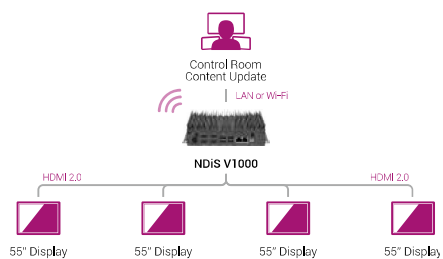 Control Room
Content Update
LAN or Wi-Fi
NDiS V1000
HDMI 2.0 HDMI 2.0
55" Display 55" Display 55" Display 55" Display